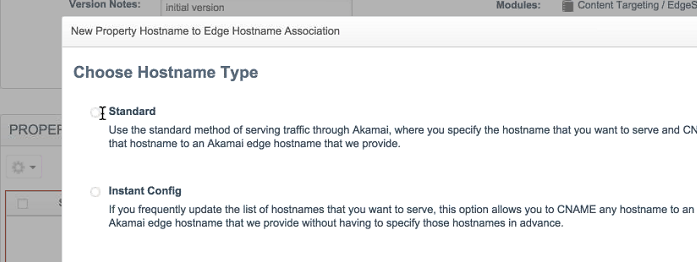 Version Notes:
initial version
Modules:
Content Targeting / EdgeS
New Property Hostname to Edge Hostname Association
Choose Hostname Type
Standard
Use the standard method of serving traffic through Akamai, where you specify the hostname that you want to serve and CN
that hostname to an Akamai edge hostname that we provide.
PROPER
Instant Config
If you frequently update the list of hostnames that you want to serve, this option allows you to CNAME any hostname to an
Akamai edge hostname that we provide without having to specify those hostnames in advance.